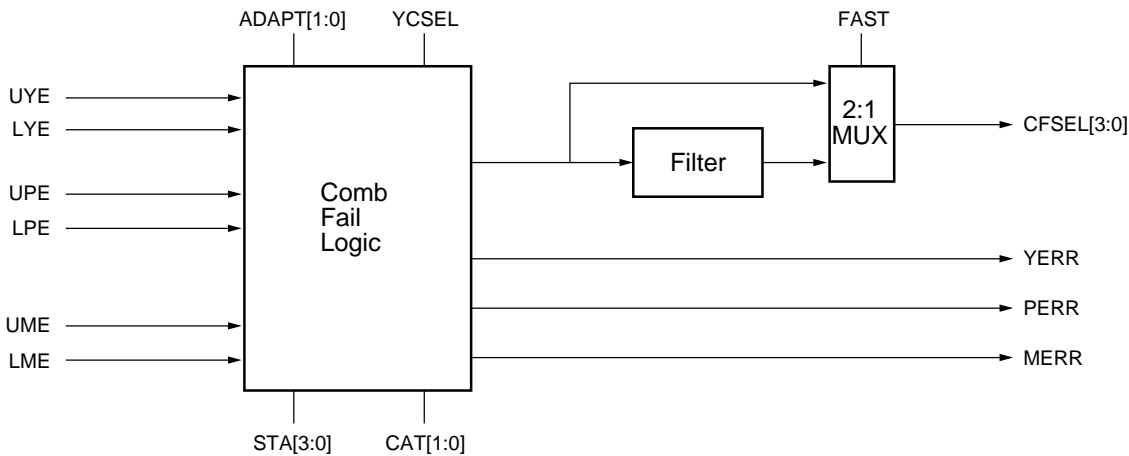 ADAPT[1:0]
YCSEL
FAST
UYE
LYE
UPE
LPE
UME
LME
Comb
Fail
Logic
Filter
2:1
MUX
CFSEL[3:0]
YERR
PERR
MERR
STA[3:0]
CAT[1:0]